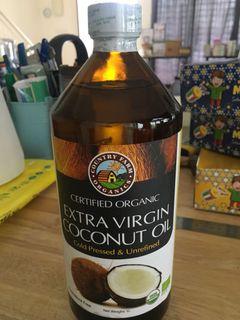 COUNTRY FARM
ORGANICS
CERTIFIED ORGANIC
EXTRA VIRGIN
COCONUT OIL
Cold Pressed & Unrefined